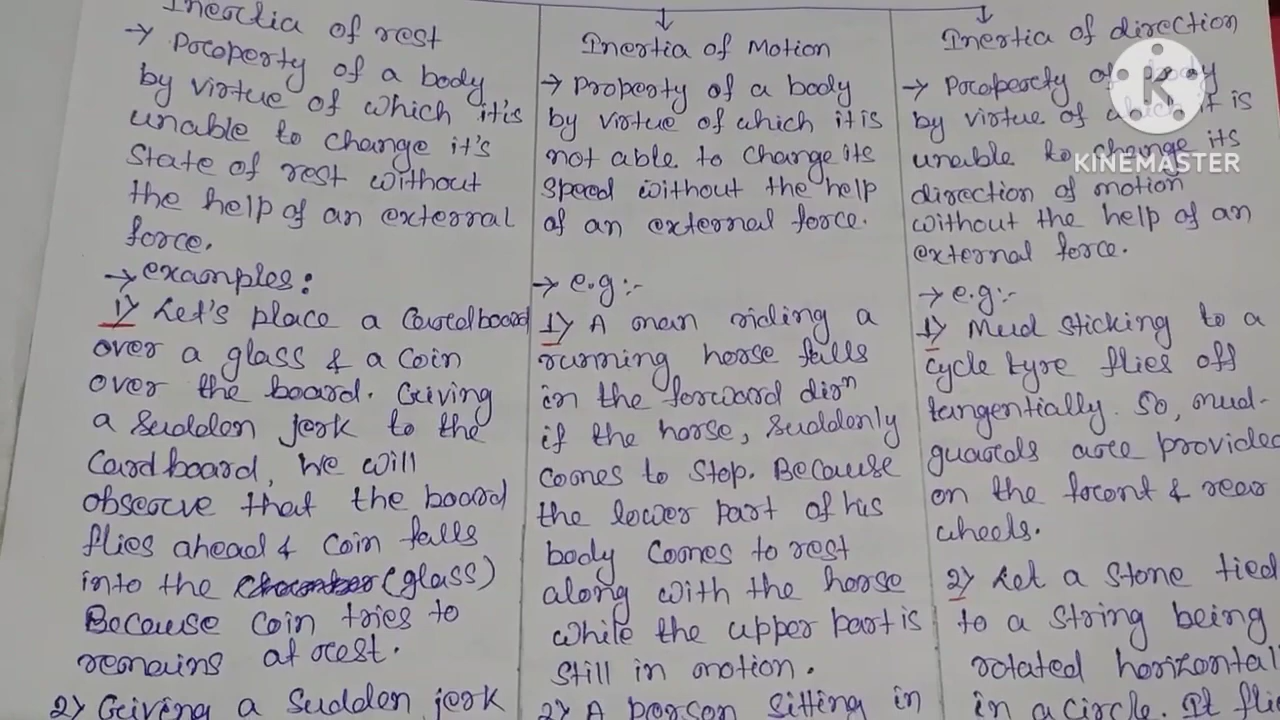 Inertia of rest
→ Property of a body
by virtue of which it's
unable to change it's
state of rest without
the help of an external
force.
→ examples:
1) Let's place a Cardboard
over a glass & a coin
over the board. Giving
a sudden jerk to the
Cardboard, we will
observe that the board
flies ahead & coin falls
into the (glass)
Because coin tries to
remains at rest.
2) Giving a sudden jerk
Inertia of Motion
→ Property of a body
by virtue of which it is
not able to change its
speed without the help
of an external force.
→ e.g:-
1) A man riding a
running horse falls
in the forward dirn
if the horse, suddenly
comes to stop. Because
the lower part of his
body comes to rest
along with the horse
while the upper part is
still in motion.
2) A person sitting in
Inertia of direction
→ Property of body
by virtue of which it is
unable to change its
direction of motion
without the help of an
external force.
→ e.g:-
1) Mud sticking to a
cycle tyre flies off
tangentially. So, mud-
guards are provided
on the front & rear
wheels.
2) Let a stone tied
to a string being
rotated horizontall
in a circle. It fli
K
KINEMASTER